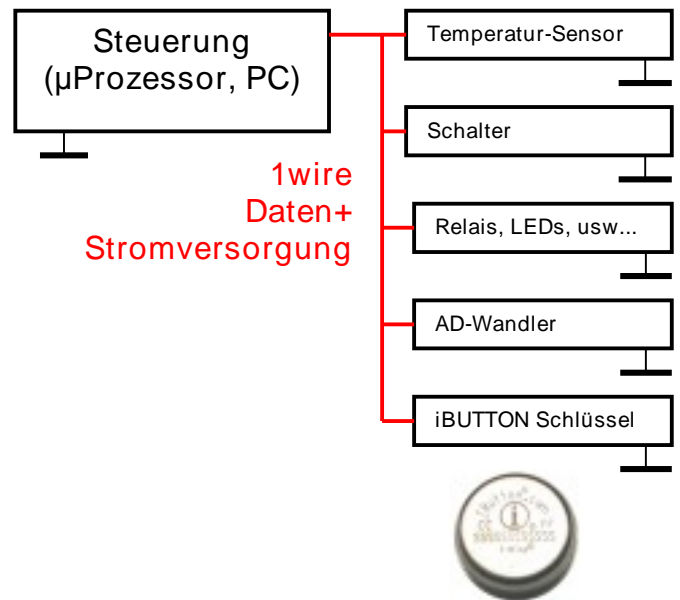 Steuerung
(µProzessor, PC)
Temperatur-Sensor
Schalter
1wire
Daten+
Stromversorgung
Relais, LEDs, usw...
AD-Wandler
iBUTTON Schlüssel